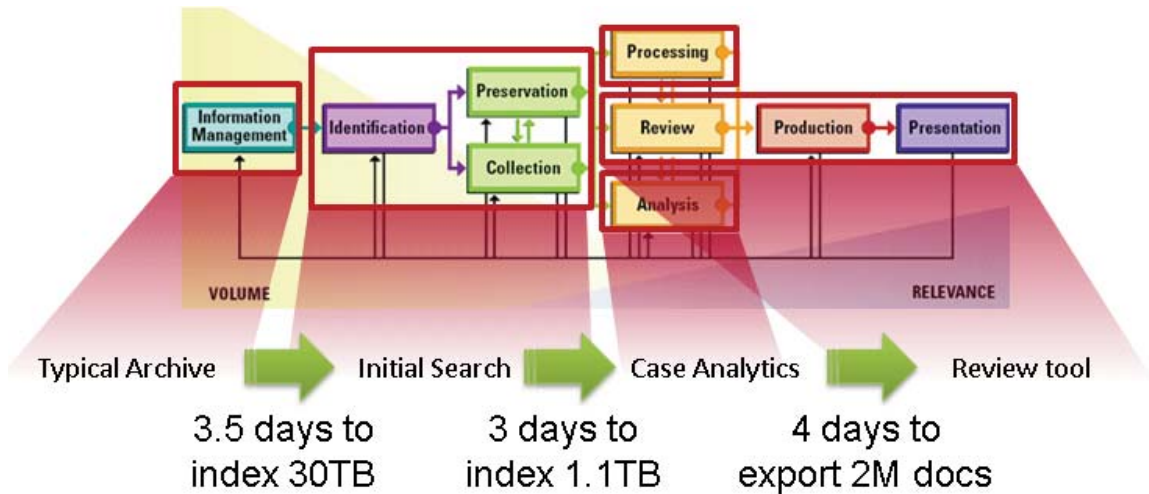 Processing
Preservation
Information
Management
Identification
Review
Production
Presentation
Collection
Analysis
VOLUME
RELEVANCE
Typical Archive
Initial Search
Case Analytics
Review tool
3.5 days to
index 30TB
3 days to
index 1.1TB
4 days to
export 2M docs